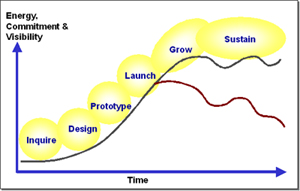 Energy,
Commitment &
Visibility
Sustain
Grow
Launch
Prototype
Design
Inquire
Time